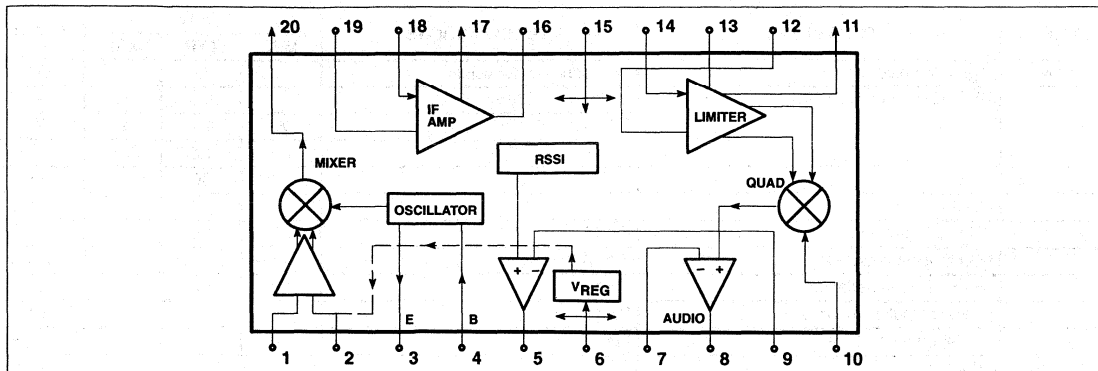 20 19 18 17 16 15 14 13 12 11
IF
AMP
LIMITER
RSSI
MIXER
QUAD
OSCILLATOR
+ −
− +
VREG
E B AUDIO
1 2 3 4 5 6 7 8 9 10